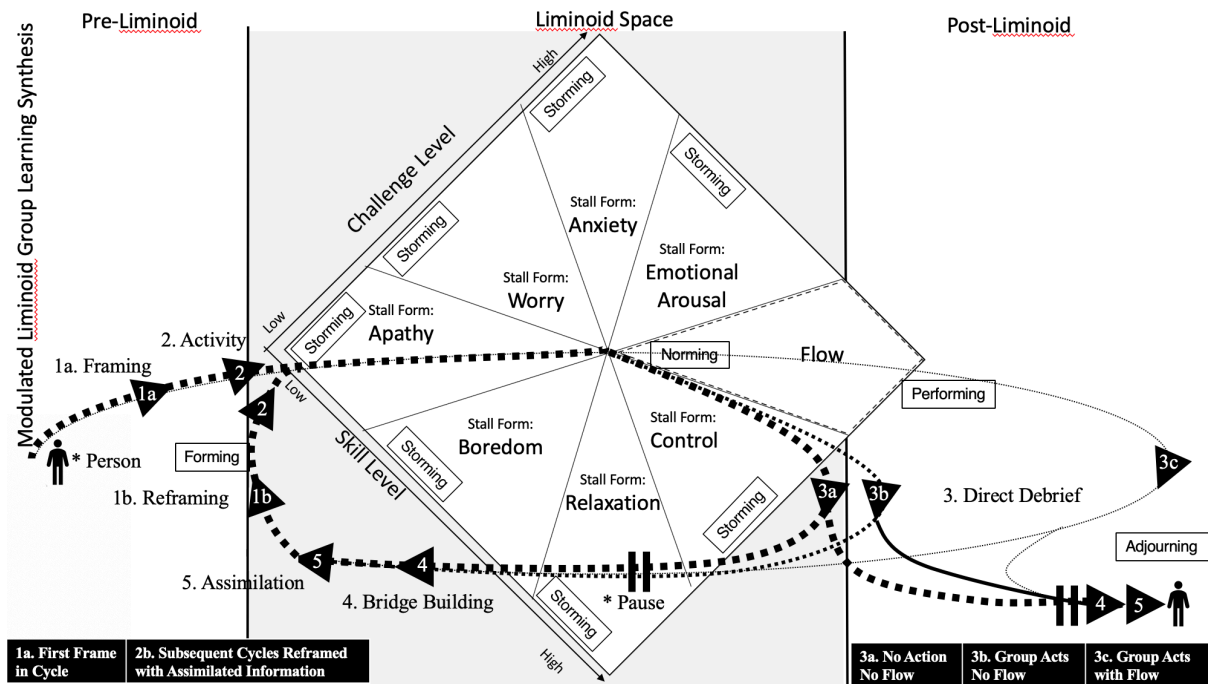 Modulated Liminoid Group Learning Synthesis
Pre-Liminoid
Liminoid Space
Post-Liminoid
High
Storming
Challenge Level
Storming
Storming
Stall Form:
Anxiety
Stall Form:
Emotional
Arousal
Stall Form:
Worry
Storming
Low
Stall Form:
Apathy
Storming
2. Activity
1a. Framing
1a
2
Norming
Flow
Low
2
Performing
Stall Form:
Boredom
Stall Form:
Control
Skill Level
Storming
Forming
* Person
3c
1b. Reframing
1b
Stall Form:
Relaxation
3a
3b
3. Direct Debrief
Storming
Adjourning
5
4
5. Assimilation
4. Bridge Building
* Pause
Storming
4
5
High
1a. First Frame
in Cycle
2b. Subsequent Cycles Reframed
with Assimilated Information
3a. No Action
No Flow
3b. Group Acts
No Flow
3c. Group Acts
with Flow